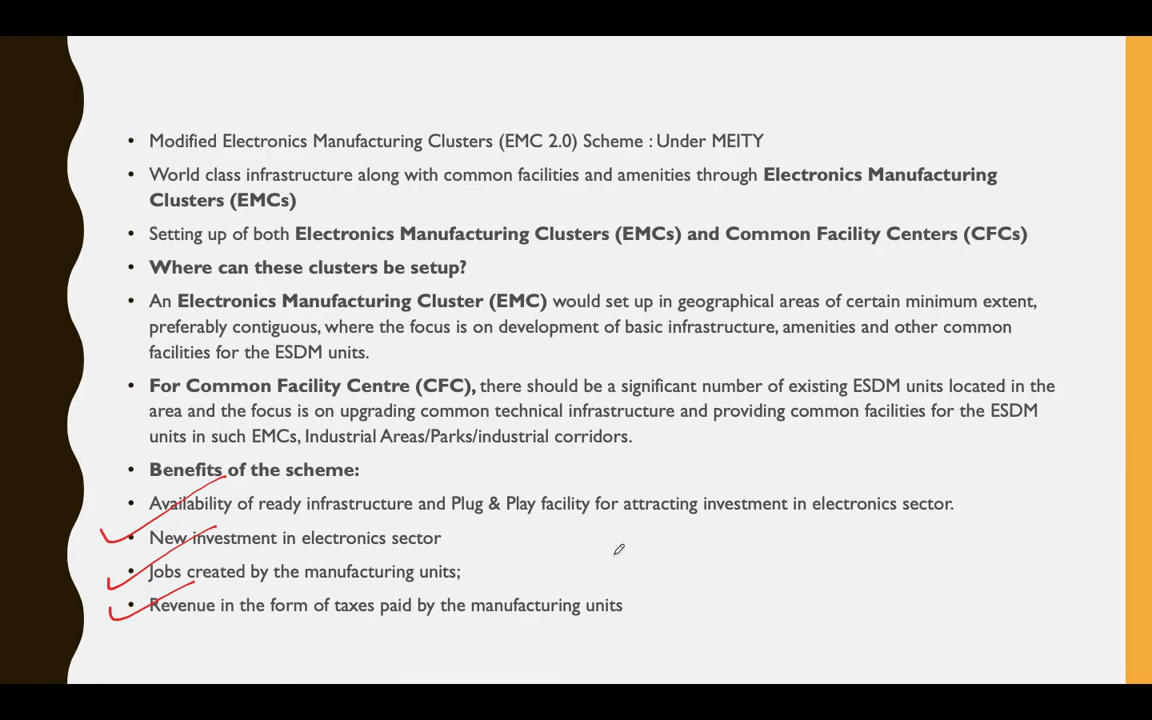 • Modified Electronics Manufacturing Clusters (EMC 2.0) Scheme : Under MEITY
• World class infrastructure along with common facilities and amenities through Electronics Manufacturing
Clusters (EMCs)
• Setting up of both Electronics Manufacturing Clusters (EMCs) and Common Facility Centers (CFCs)
• Where can these clusters be setup?
• An Electronics Manufacturing Cluster (EMC) would set up in geographical areas of certain minimum extent,
preferably contiguous, where the focus is on development of basic infrastructure, amenities and other common
facilities for the ESDM units.
• For Common Facility Centre (CFC), there should be a significant number of existing ESDM units located in the
area and the focus is on upgrading common technical infrastructure and providing common facilities for the ESDM
units in such EMCs, Industrial Areas/Parks/industrial corridors.
• Benefits of the scheme:
• Availability of ready infrastructure and Plug & Play facility for attracting investment in electronics sector.
• New investment in electronics sector
• Jobs created by the manufacturing units;
• Revenue in the form of taxes paid by the manufacturing units